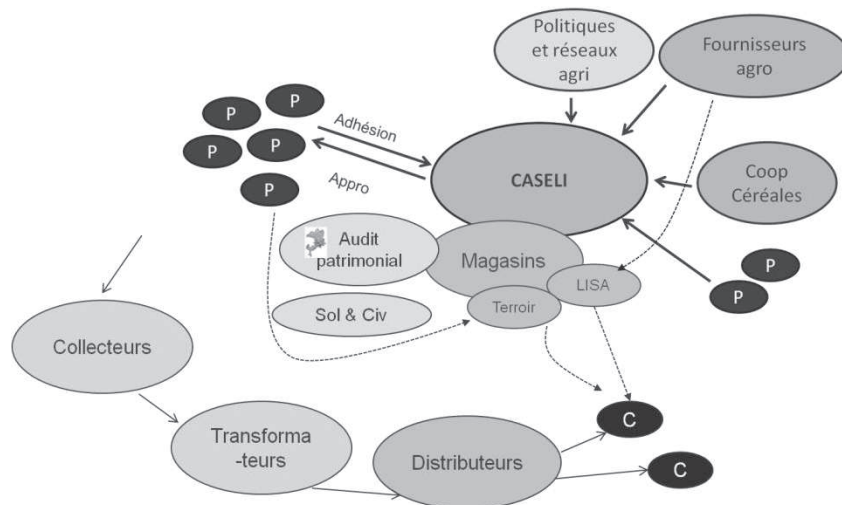 Politiques
et réseaux
agri
Fournisseurs
agro
P
P
P
P
P
P
Adhésion
Appro
CASELI
Coop
Céréales
Audit
patrimonial
Magasins
LISA
Terroir
Sol & Civ
P
P
Collecteurs
Transforma
-teurs
Distributeurs
C
C